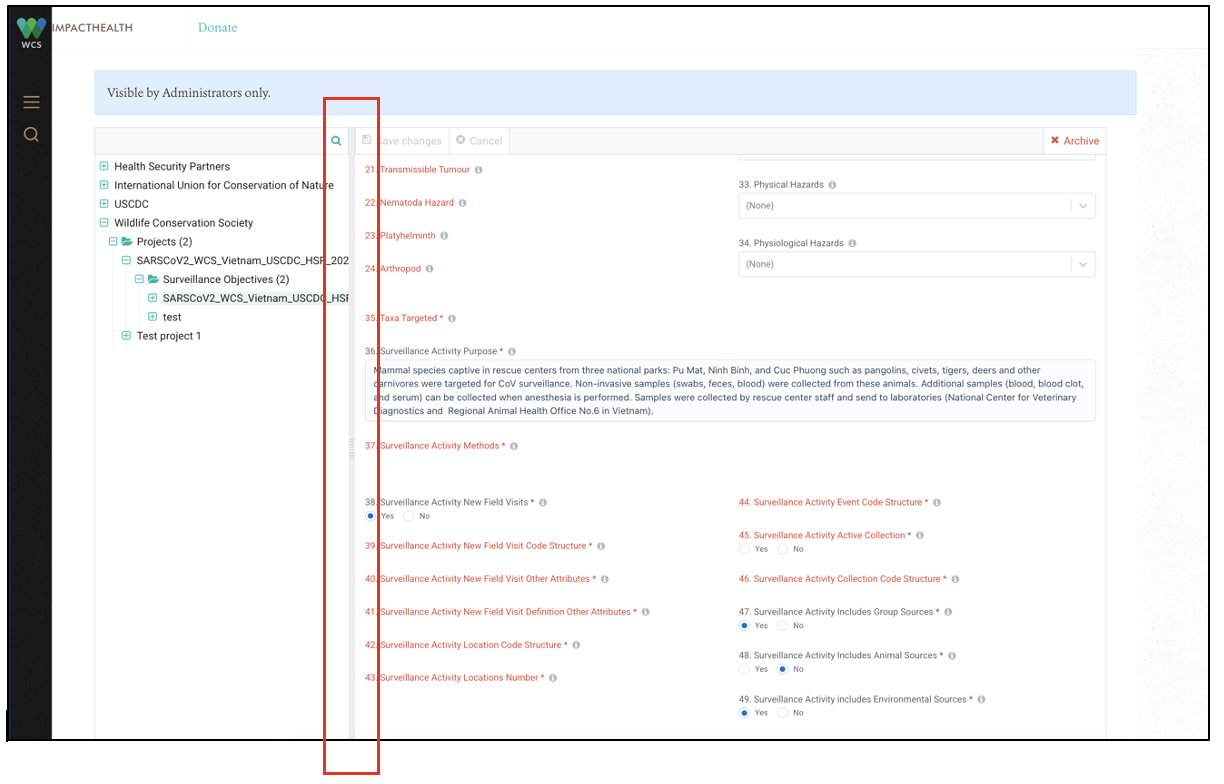 WCS
IMPACTHEALTH
Donate
Visible by Administrators only.
Save changes
Cancel
Archive
Health Security Partners
International Union for Conservation of Nature
USCDC
Wildlife Conservation Society
Projects (2)
SARSCoV2_WCS_Vietnam_USCDC_HSP_202
Surveillance Objectives (2)
SARSCoV2_WCS_Vietnam_USCDC_HSP
test
Test project 1
21. Transmissible Tumour
22. Nematoda Hazard
23. Platyhelminth
24. Arthropod
33. Physical Hazards
(None)
34. Physiological Hazards
(None)
35. Taxa Targeted *
36. Surveillance Activity Purpose *
Mammal species captive in rescue centers from three national parks: Pu Mat, Ninh Binh, and Cuc Phuong such as pangolins, civets, tigers, deers and other
carnivores were targeted for CoV surveillance. Non-invasive samples (swabs, feces, blood) were collected from these animals. Additional samples (blood, blood clot,
and serum) can be collected when anesthesia is performed. Samples were collected by rescue center staff and send to laboratories (National Center for Veterinary
Diagnostics and Regional Animal Health Office No.6 in Vietnam).
37. Surveillance Activity Methods *
38. Surveillance Activity New Field Visits *
Yes No
39. Surveillance Activity New Field Visit Code Structure *
40. Surveillance Activity New Field Visit Other Attributes *
41. Surveillance Activity New Field Visit Definition Other Attributes *
42. Surveillance Activity Location Code Structure *
43. Surveillance Activity Locations Number *
44. Surveillance Activity Event Code Structure *
45. Surveillance Activity Active Collection *
Yes No
46. Surveillance Activity Collection Code Structure *
47. Surveillance Activity Includes Group Sources *
Yes No
48. Surveillance Activity Includes Animal Sources *
Yes No
49. Surveillance Activity includes Environmental Sources *
Yes No